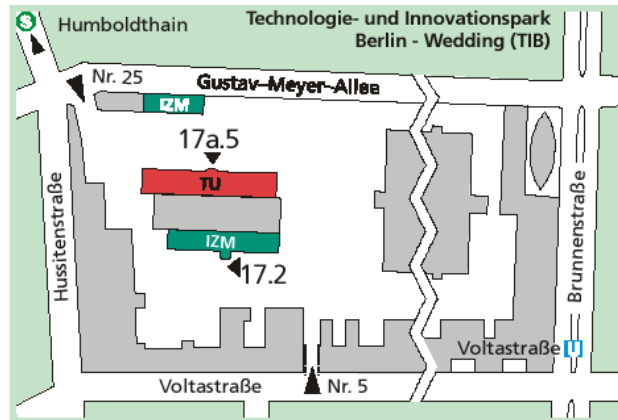 S
Humboldthain
Technologie- und Innovationspark
Berlin - Wedding (TIB)
Nr. 25
Gustav-Meyer-Allee
IZM
17a.5
TU
IZM
17.2
Hussitenstraße
Brunnenstraße
Voltastraße U
Voltastraße
Nr. 5